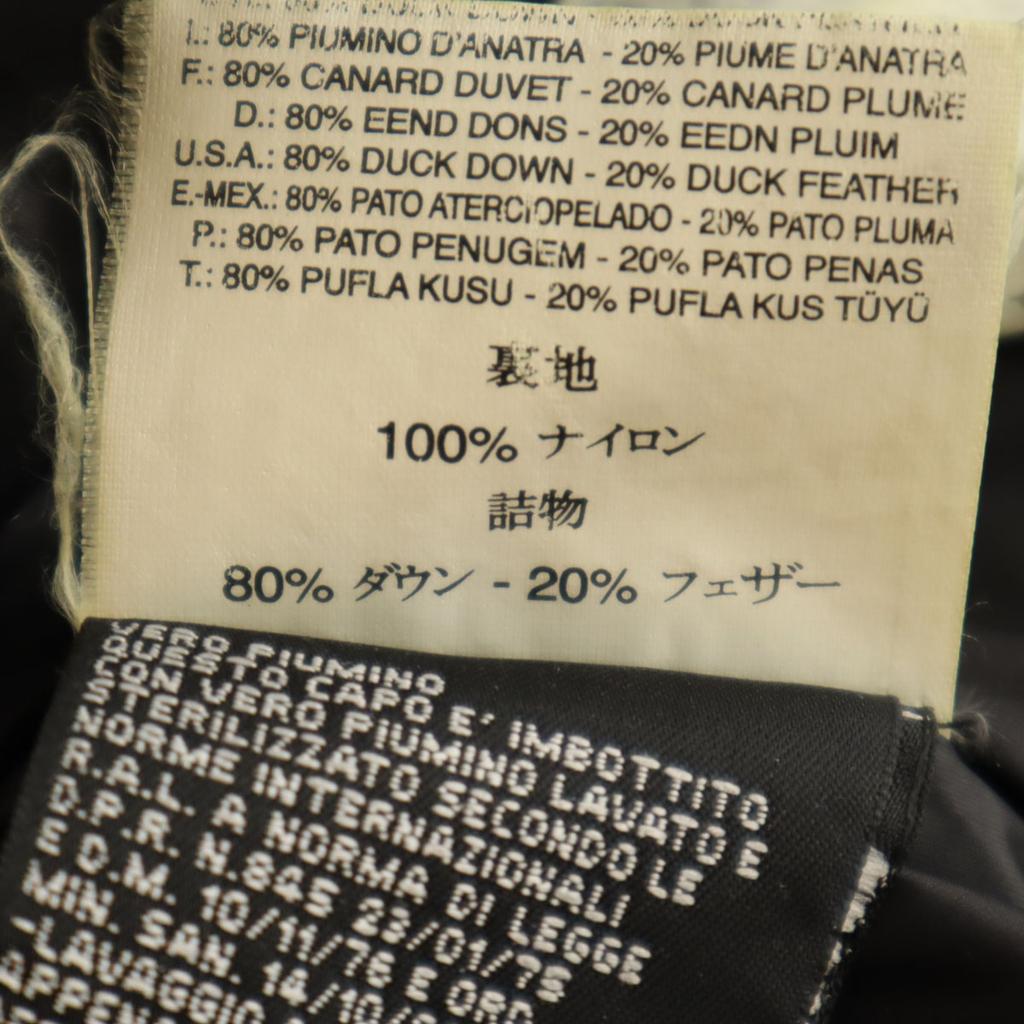 I.: 80% PIUMINO D'ANATRA - 20% PIUME D'ANATRA
F.: 80% CANARD DUVET - 20% CANARD PLUME
D.: 80% EEND DONS - 20% EEDN PLUIM
U.S.A.: 80% DUCK DOWN - 20% DUCK FEATHER
E.-MEX.: 80% PATO ATERCIOPELADO - 20% PATO PLUMA
P.: 80% PATO PENUGEM - 20% PATO PENAS
T.: 80% PUFLA KUSU - 20% PUFLA KUS TÜYÜ
裏地
100% ナイロン
詰物
80% ダウン - 20% フェザー
VERO PIUMINO
QUESTO CAPO E' IMBOTTITO
CON VERO PIUMINO LAVATO E
STERILIZZATO SECONDO LE
NORME INTERNAZIONALI
R.A.L. A NORMA DI LEGGE
D.P.R. N.845 23/01/75
E D.M. 10/11/76 E ORD
MIN. SAN. 14/10
-LAVAGGIO